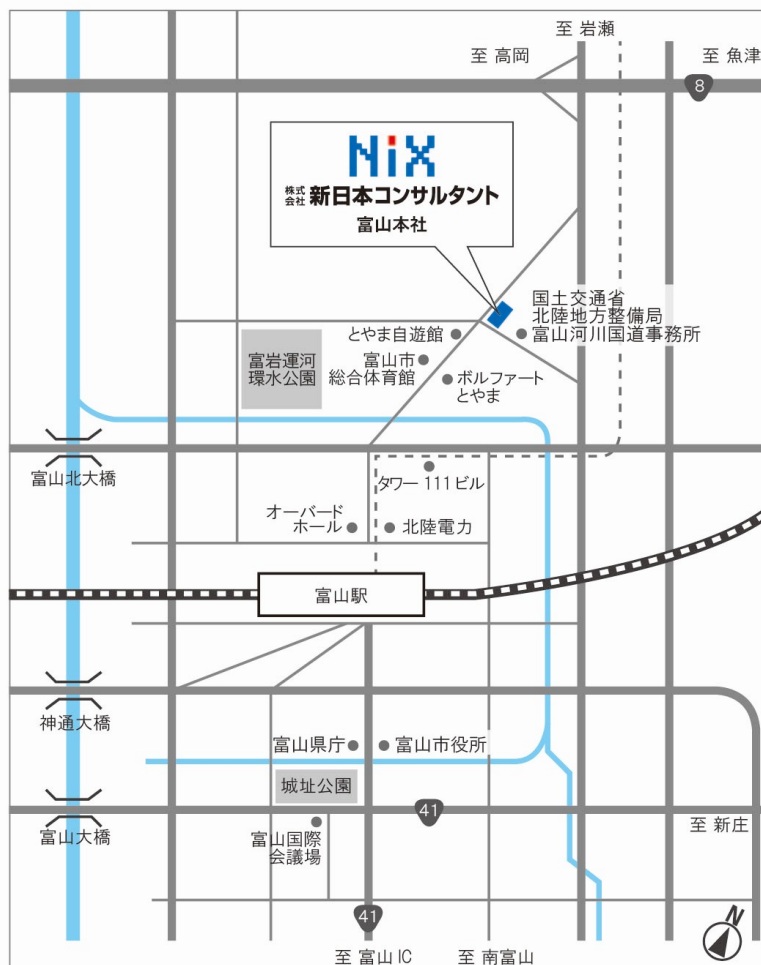 至 岩瀬
至 高岡
至 魚津
8
NiX
株式会社 新日本コンサルタント
富山本社
国土交通省
北陸地方整備局
富山河川国道事務所
とやま自遊館
富岩運河
環水公園
富山市
総合体育館
ボルファート
とやま
富山北大橋
タワー111ビル
オーバード
ホール
北陸電力
富山駅
神通大橋
富山県庁
富山市役所
城址公園
富山大橋
41
至 新庄
富山国際
会議場
41
N
至 富山IC
至 南富山